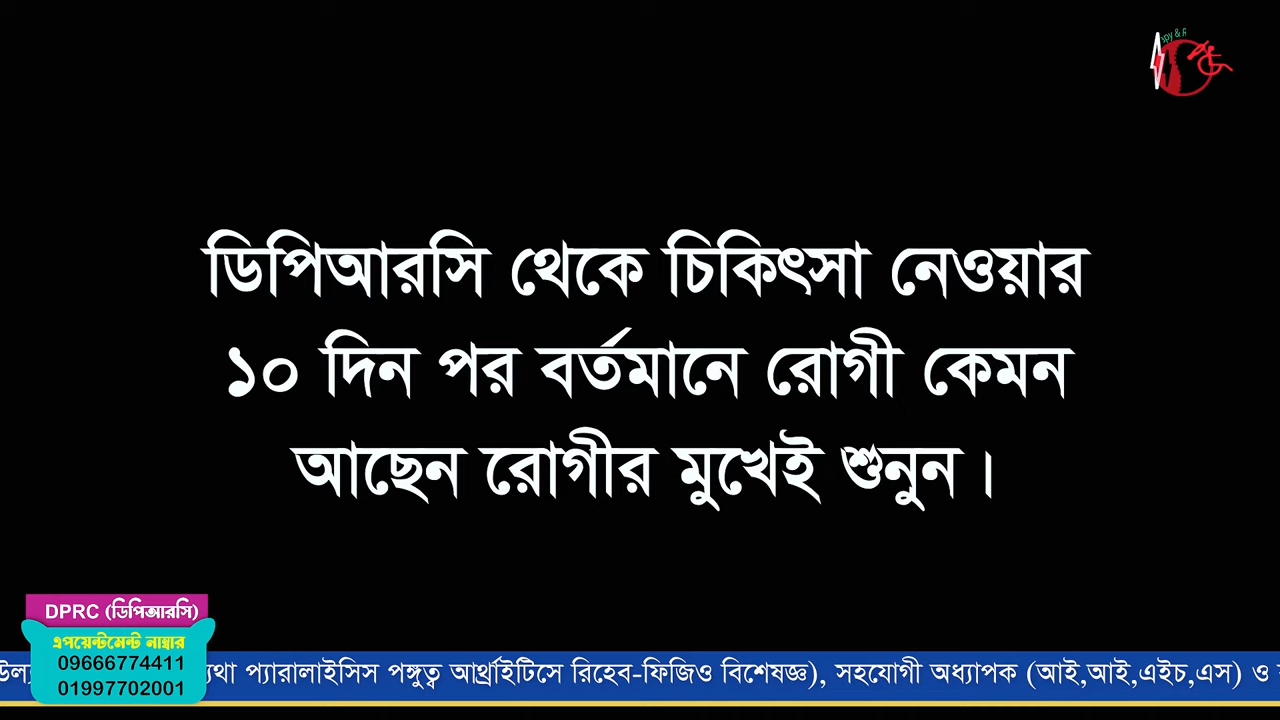 ডিপিআরসি থেকে চিকিৎসা নেওয়ার
১০ দিন পর বর্তমানে রোগী কেমন
আছেন রোগীর মুখেই শুনুন।
DPRC (ডিপিআরসি)
এপয়েন্টমেন্ট নাম্বার
09666774411
01997702001
প্যারালাইসিস পঙ্গুত্ব আর্থ্রাইটিসে রিহেব-ফিজিও বিশেষজ্ঞ), সহযোগী অধ্যাপক (আই,আই,এইচ,এস) ও